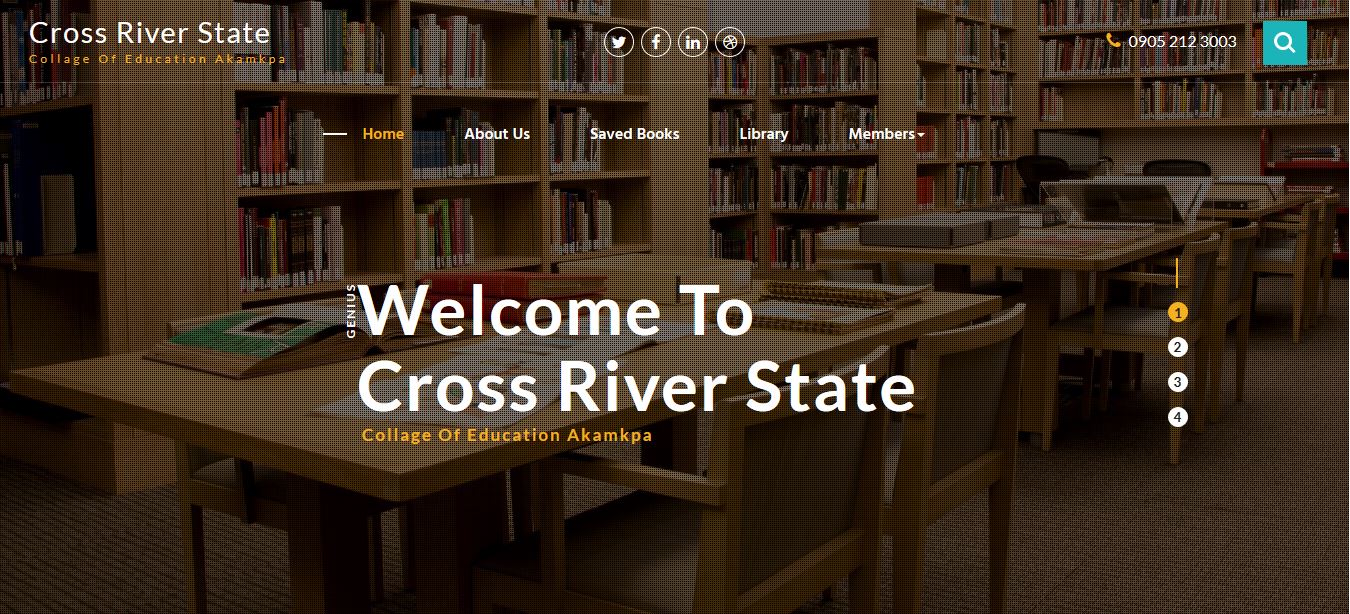 Cross River State
Collage Of Education Akamkpa
0905 212 3003
Home About Us Saved Books Library Members
GENIUS
Welcome To
Cross River State
Collage Of Education Akamkpa
1
2
3
4